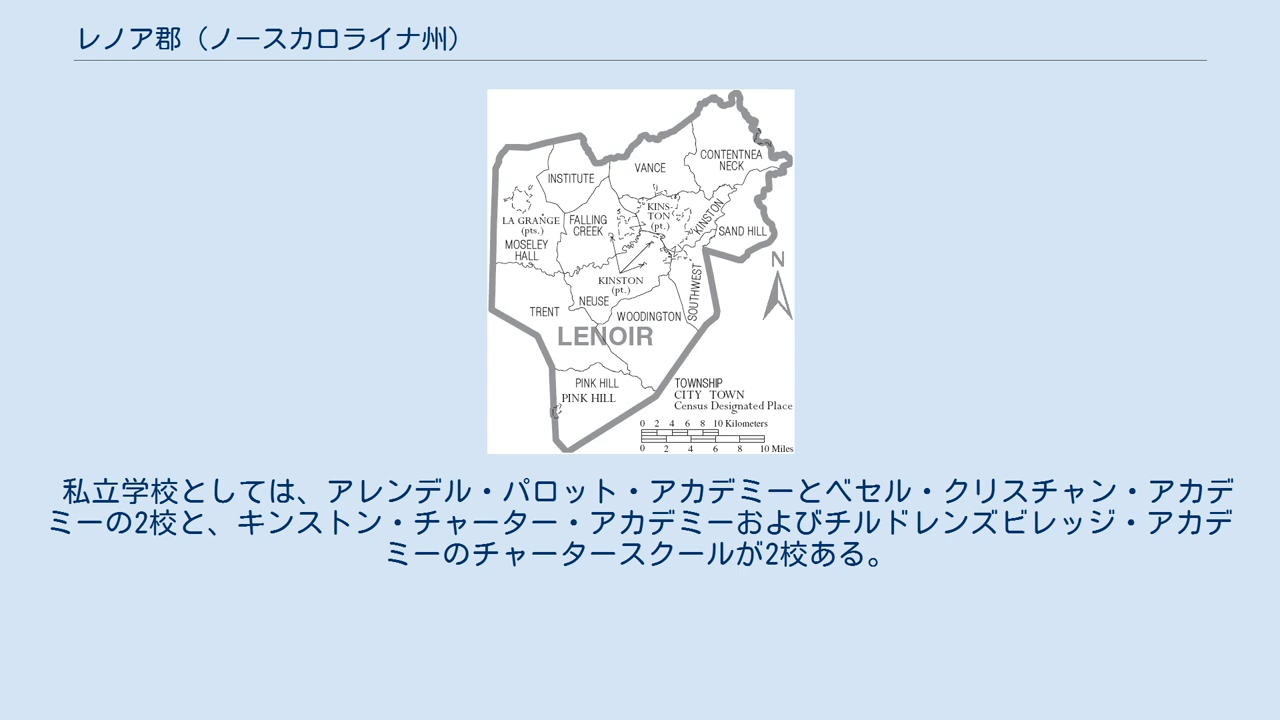 レノア郡（ノースカロライナ州）
INSTITUTE
VANCE
CONTENTNEA
NECK
LA GRANGE
(pts.)
FALLING
CREEK
KINS-
TON
(pt.)
KINSTON
SAND HILL
MOSELEY
HALL
KINSTON
(pt.)
SOUTHWEST
N
TRENT
NEUSE
WOODINGTON
LENOIR
PINK HILL
PINK HILL
TOWNSHIP
CITY TOWN
Census Designated Place
0 2 4 6 8 10 Kilometers
0 2 4 6 8 10 Miles
私立学校としては、アレンデル・パロット・アカデミーとベセル・クリスチャン・アカデ
ミーの2校と、キンストン・チャーター・アカデミーおよびチルドレンズビレッジ・アカデ
ミーのチャータースクールが2校ある。